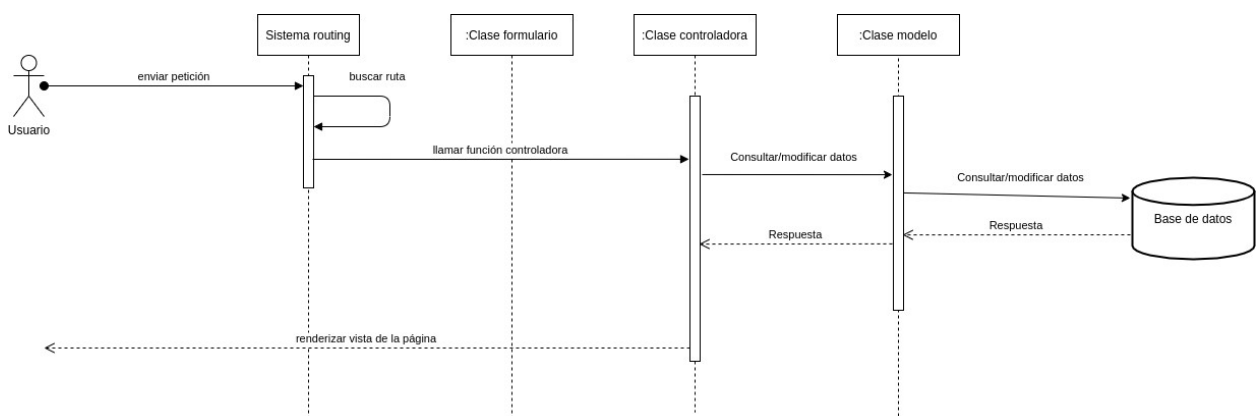 Sistema routing
:Clase formulario
:Clase controladora
:Clase modelo
enviar petición
buscar ruta
Usuario
llamar función controladora
Consultar/modificar datos
Consultar/modificar datos
Base de datos
Respuesta
Respuesta
renderizar vista de la página